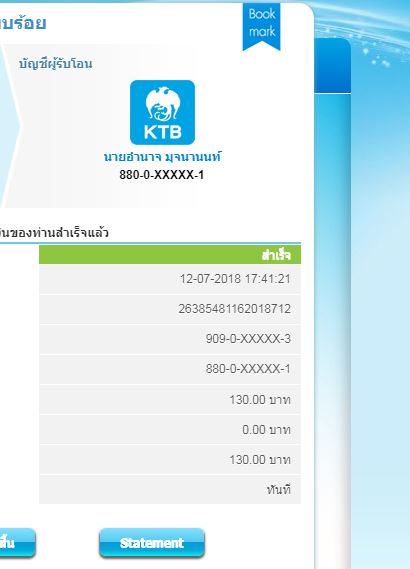 บร้อย
Book
mark
บัญชีผู้รับโอน
KTB
นายอำนาจ มุจนานนท์
880-0-XXXXX-1
นของท่านสำเร็จแล้ว
สำเร็จ
12-07-2018 17:41:21
26385481162018712
909-0-XXXXX-3
880-0-XXXXX-1
130.00 บาท
0.00 บาท
130.00 บาท
ทันที
Statement